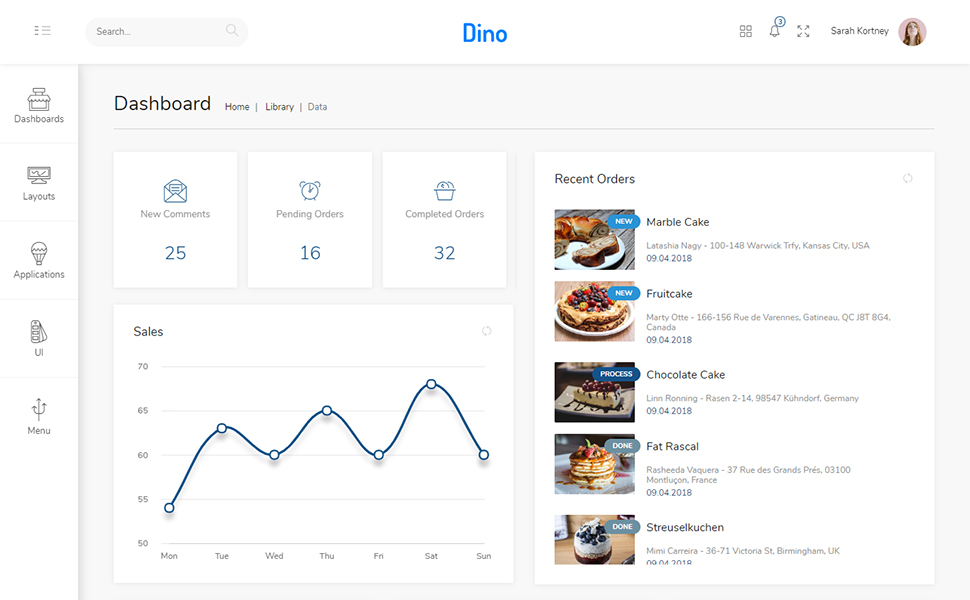 Search...
Dino
3
Sarah Kortney
Dashboards
Layouts
Applications
UI
Menu
Dashboard
Home | Library | Data
New Comments
25
Pending Orders
16
Completed Orders
32
Sales
70
65
60
55
50
Mon Tue Wed Thu Fri Sat Sun
Recent Orders
NEW
Marble Cake
Latashia Nagy - 100-148 Warwick Trfy, Kansas City, USA
09.04.2018
NEW
Fruitcake
Marty Otte - 166-156 Rue de Varennes, Gatineau, QC J8T 8G4,
Canada
09.04.2018
PROCESS
Chocolate Cake
Linn Ronning - Rasen 2-14, 98547 Kühndorf, Germany
09.04.2018
DONE
Fat Rascal
Rasheeda Vaquera - 37 Rue des Grands Prés, 03100
Montluçon, France
09.04.2018
DONE
Streuselkuchen
Mimi Carreira - 36-71 Victoria St, Birmingham, UK
09.04.2018